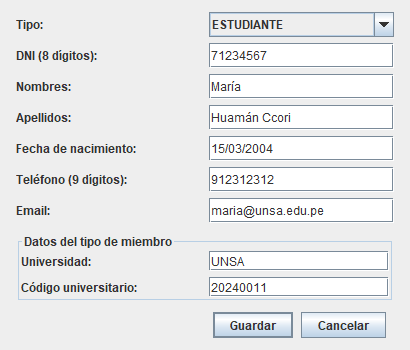 Tipo: ESTUDIANTE
DNI (8 dígitos): 71234567
Nombres: María
Apellidos: Huamán Ccori
Fecha de nacimiento: 15/03/2004
Teléfono (9 dígitos): 912312312
Email: maria@unsa.edu.pe
Datos del tipo de miembro
Universidad: UNSA
Código universitario: 20240011
Guardar Cancelar